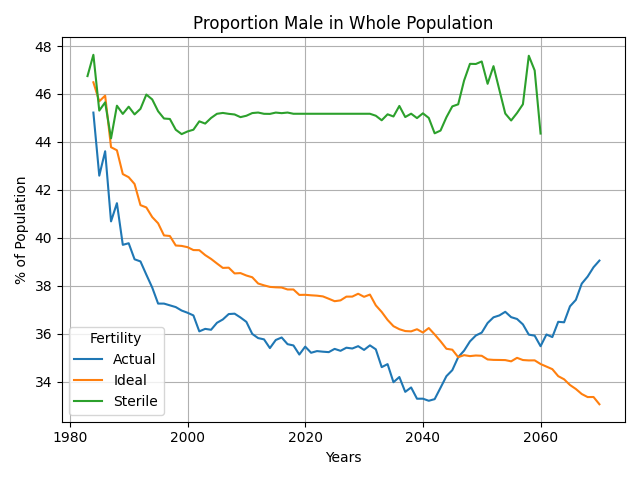 Proportion Male in Whole Population
% of Population
48
46
44
42
40
38
36
34
Fertility
Actual
Ideal
Sterile
1980
2000
2020
2040
2060
Years